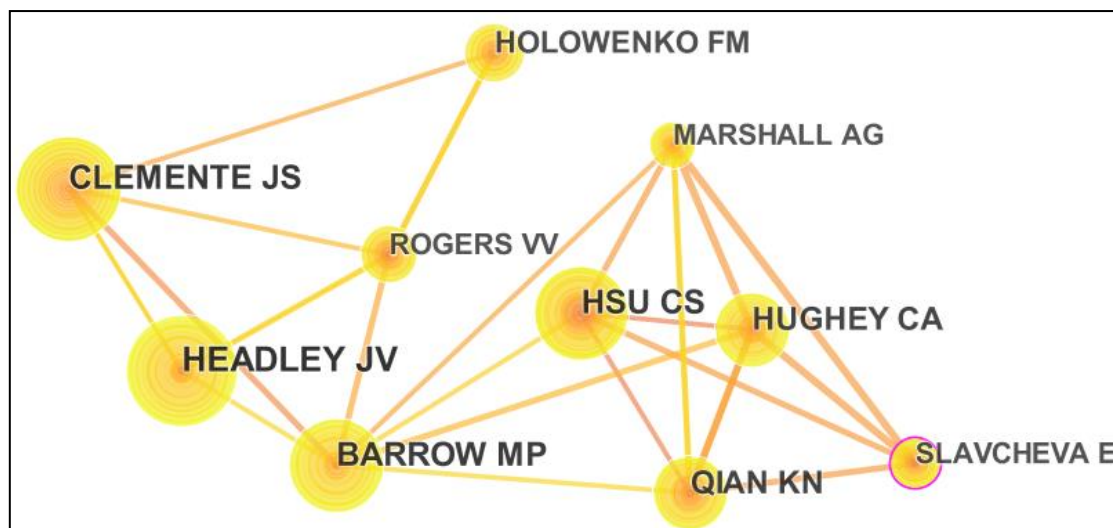 HOLOWENKO FM
MARSHALL AG
CLEMENTE JS
ROGERS VV
HSU CS
HUGHEY CA
HEADLEY JV
BARROW MP
QIAN KN
SLAVCHEVA E